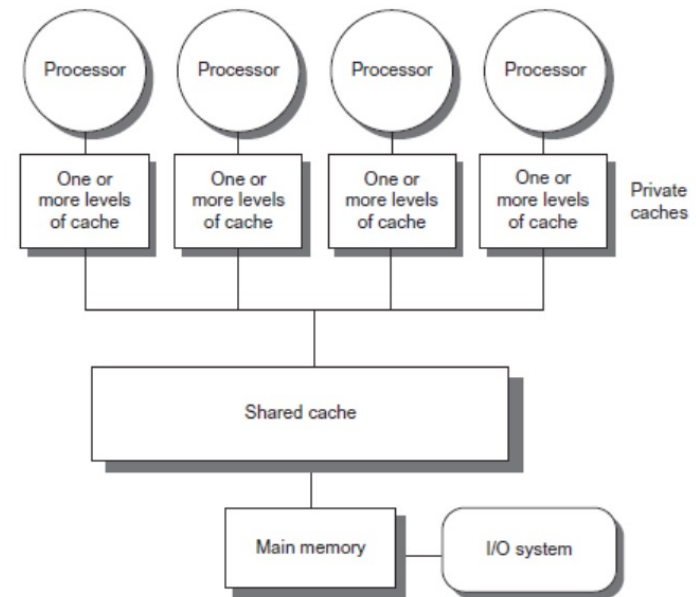 Processor
Processor
Processor
Processor
One or
more levels
of cache
One or
more levels
of cache
One or
more levels
of cache
One or
more levels
of cache
Private
caches
Shared cache
Main memory
I/O system